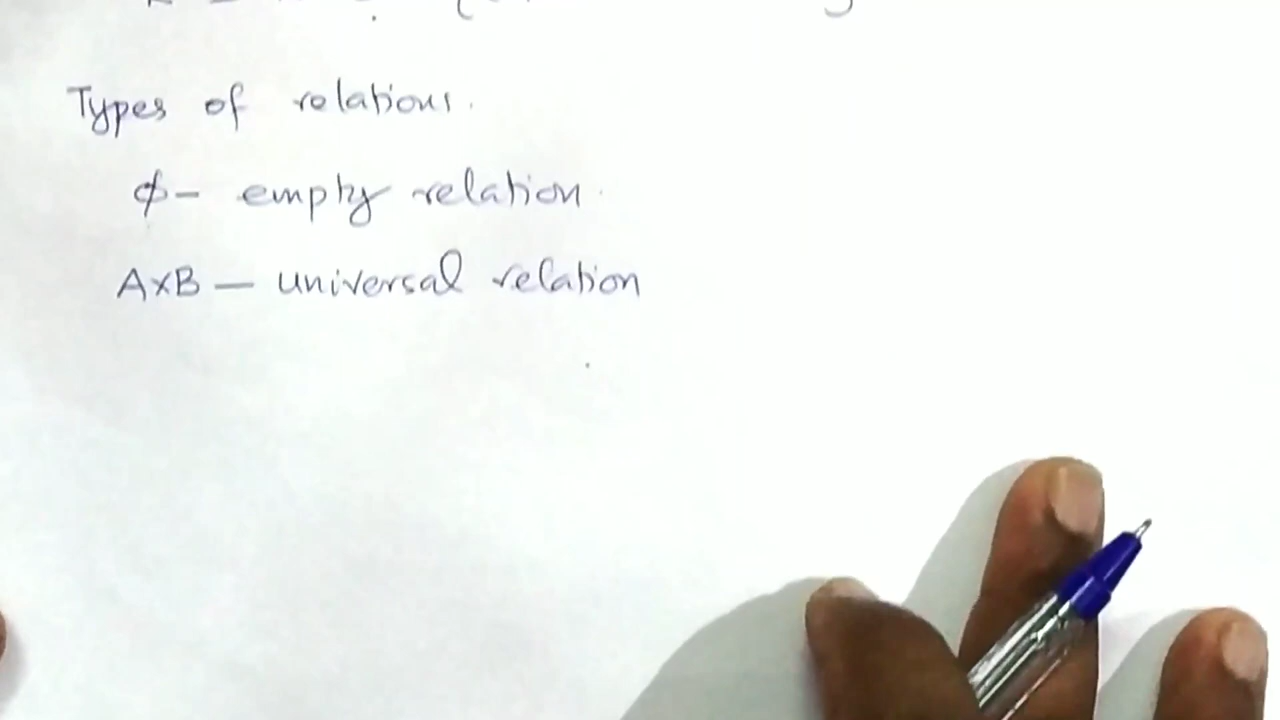 Types of relations.
ϕ - empty relation.
A×B — universal relation